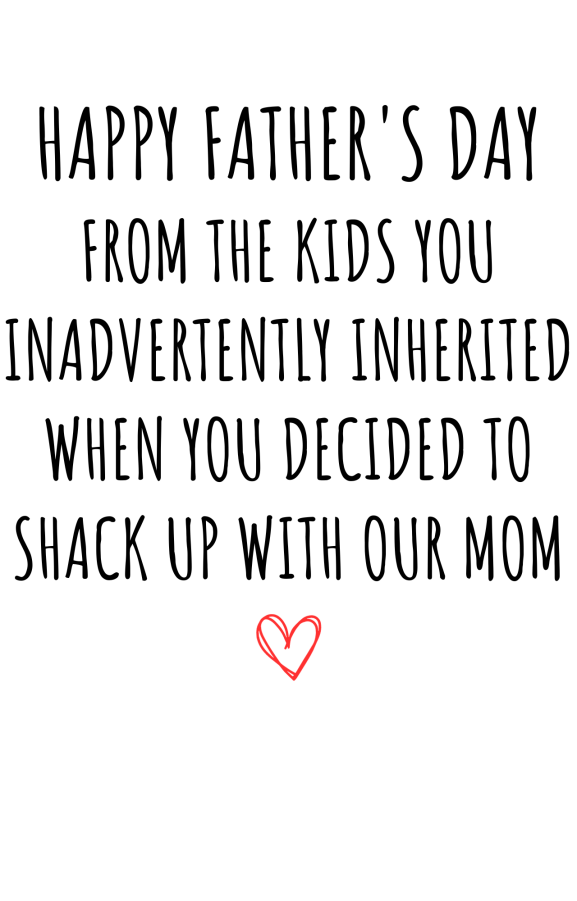 HAPPY FATHER'S DAY
FROM THE KIDS YOU
INADVERTENTLY INHERITED
WHEN YOU DECIDED TO
SHACK UP WITH OUR MOM